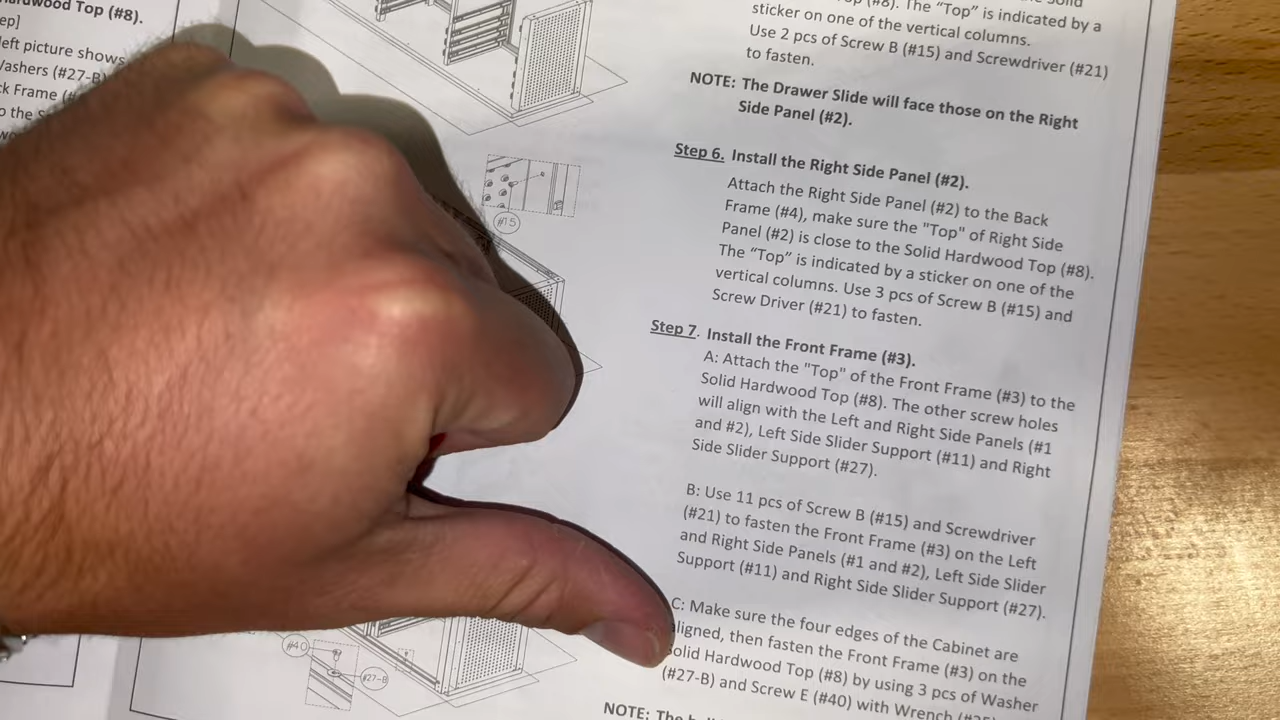 Hardwood Top (#8).
left picture shows
Washers (#27-B)
#15
#40
#27-B
(#8). The “Top” is indicated by a
sticker on one of the vertical columns.
Use 2 pcs of Screw B (#15) and Screwdriver (#21)
to fasten.
NOTE: The Drawer Slide will face those on the Right
Side Panel (#2).
Step 6. Install the Right Side Panel (#2).
Attach the Right Side Panel (#2) to the Back
Frame (#4), make sure the "Top" of Right Side
Panel (#2) is close to the Solid Hardwood Top (#8).
The “Top” is indicated by a sticker on one of the
vertical columns. Use 3 pcs of Screw B (#15) and
Screw Driver (#21) to fasten.
Step 7. Install the Front Frame (#3).
A: Attach the "Top" of the Front Frame (#3) to the
Solid Hardwood Top (#8). The other screw holes
will align with the Left and Right Side Panels (#1
and #2), Left Side Slider Support (#11) and Right
Side Slider Support (#27).
B: Use 11 pcs of Screw B (#15) and Screwdriver
(#21) to fasten the Front Frame (#3) on the Left
and Right Side Panels (#1 and #2), Left Side Slider
Support (#11) and Right Side Slider Support (#27).
C: Make sure the four edges of the Cabinet are
aligned, then fasten the Front Frame (#3) on the
Solid Hardwood Top (#8) by using 3 pcs of Washer
(#27-B) and Screw E (#40) with Wrench
NOTE: The